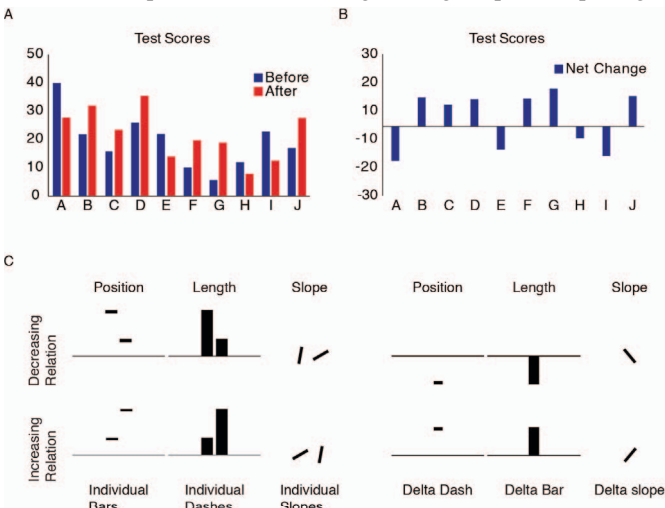 A
Test Scores
50
40
30
20
10
0
Before
After
A B C D E F G H I J
B
Test Scores
30
20
10
-10
-20
-30
Net Change
A B C D E F G H I J
C
Position Length Slope Position Length Slope
Decreasing
Relation
Increasing
Relation
Individual Individual Individual Delta Dash Delta Bar Delta slope
Bars Dashes Slopes